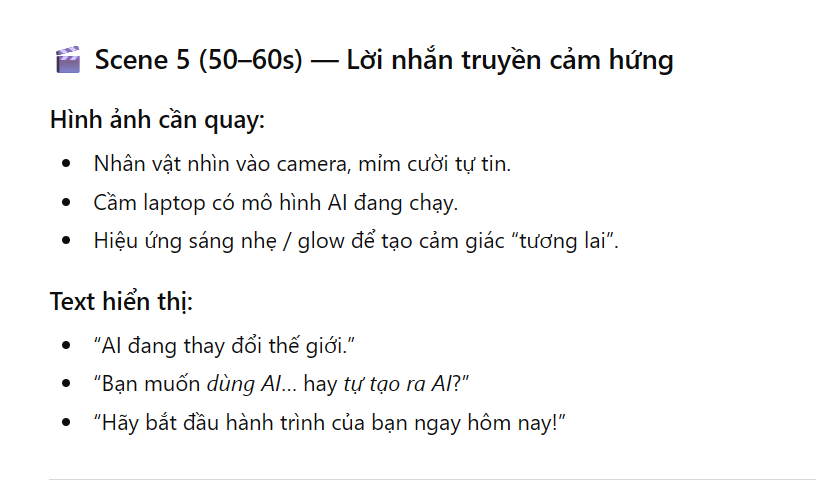 🎬 Scene 5 (50–60s) — Lời nhắn truyền cảm hứng
Hình ảnh cần quay:
• Nhân vật nhìn vào camera, mỉm cười tự tin.
• Cầm laptop có mô hình AI đang chạy.
• Hiệu ứng sáng nhẹ / glow để tạo cảm giác “tương lai”.
Text hiển thị:
• “AI đang thay đổi thế giới.”
• “Bạn muốn dùng AI… hay tự tạo ra AI?”
• “Hãy bắt đầu hành trình của bạn ngay hôm nay!”